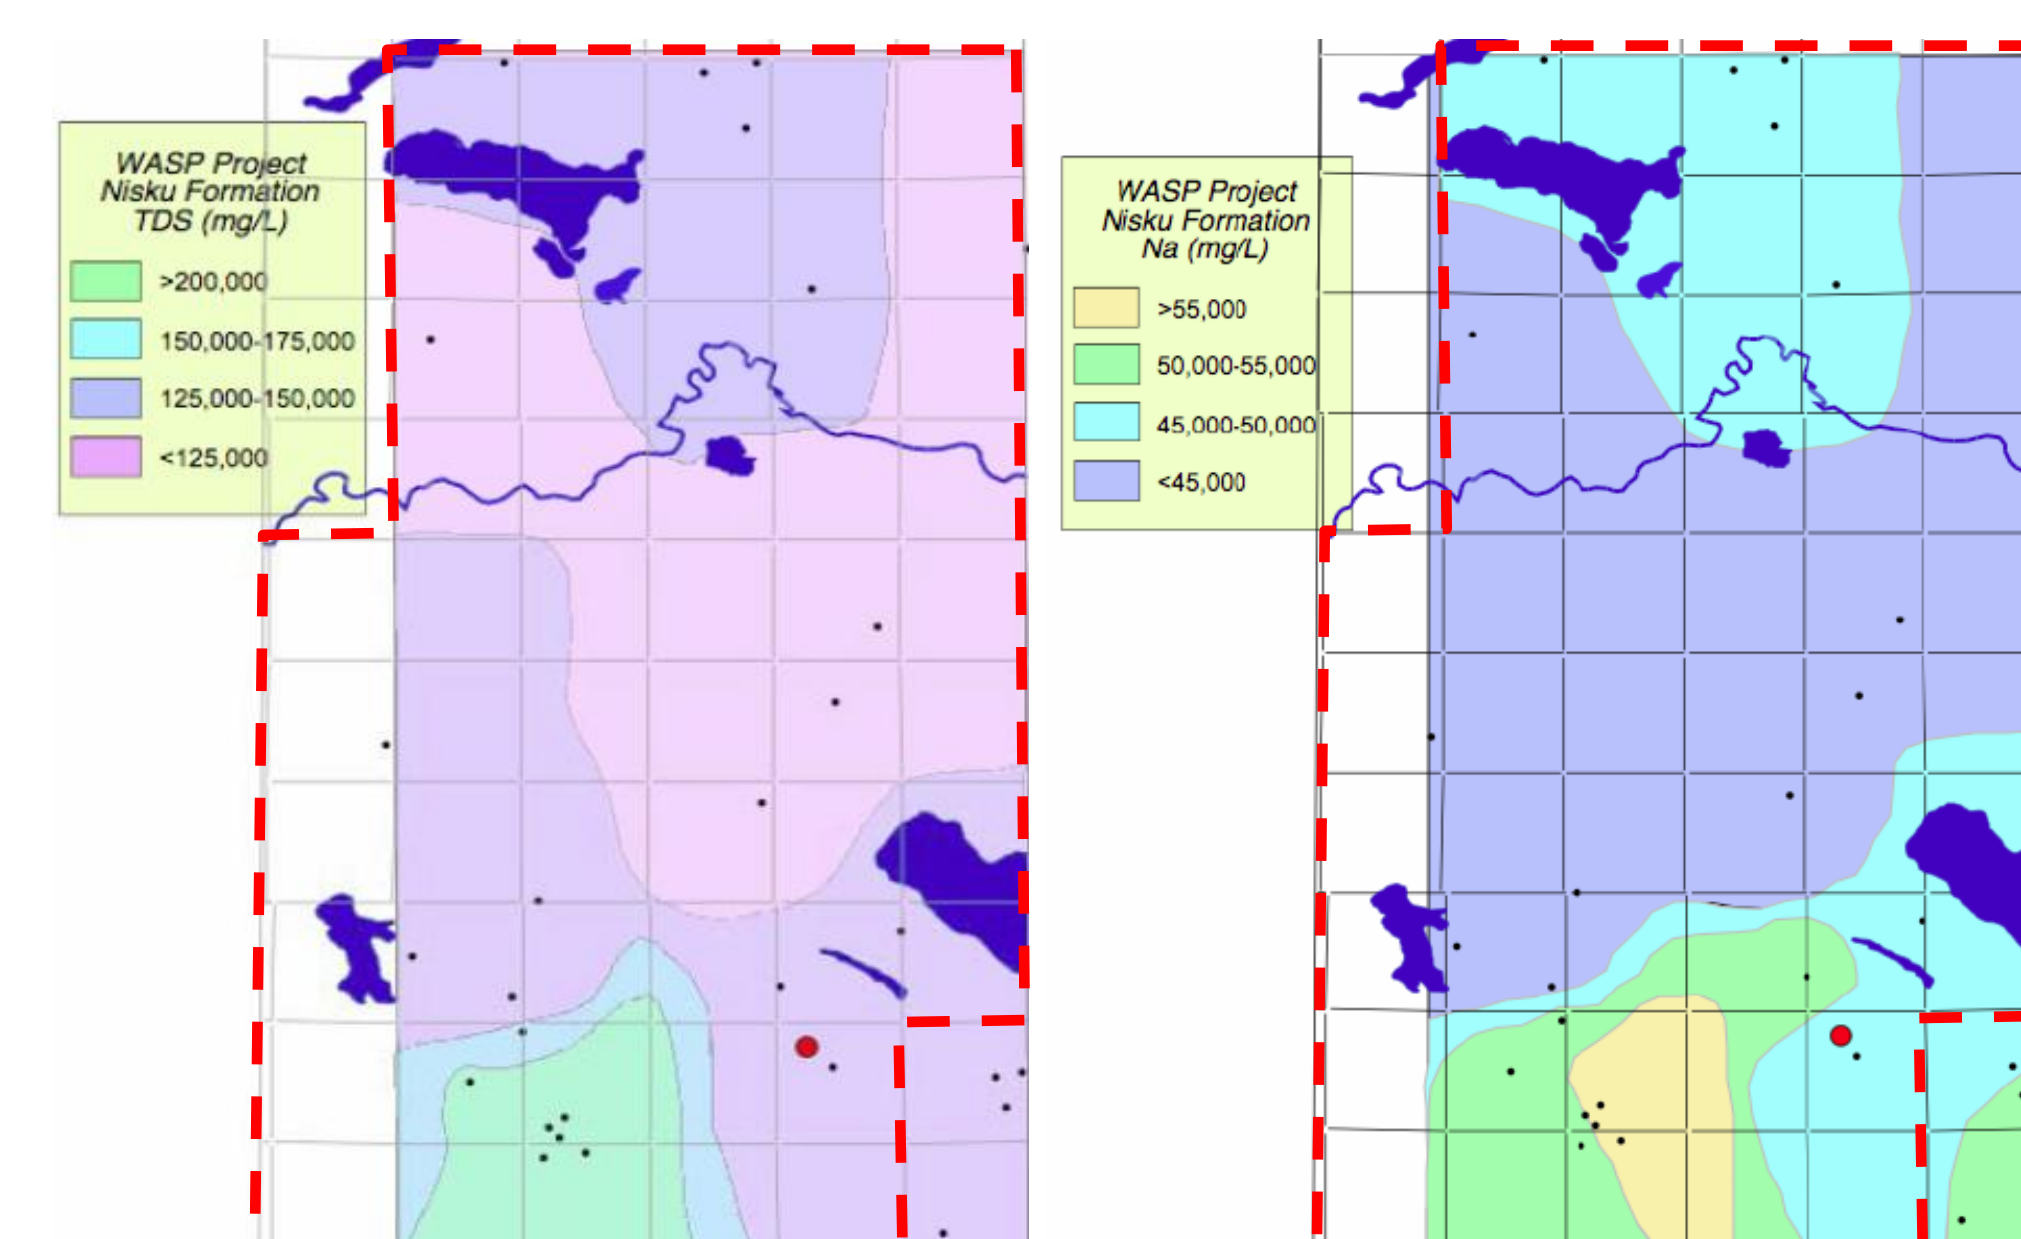 WASP Project
Nisku Formation
TDS (mg/L)
>200,000
150,000-175,000
125,000-150,000
<125,000
WASP Project
Nisku Formation
Na (mg/L)
>55,000
50,000-55,000
45,000-50,000
<45,000